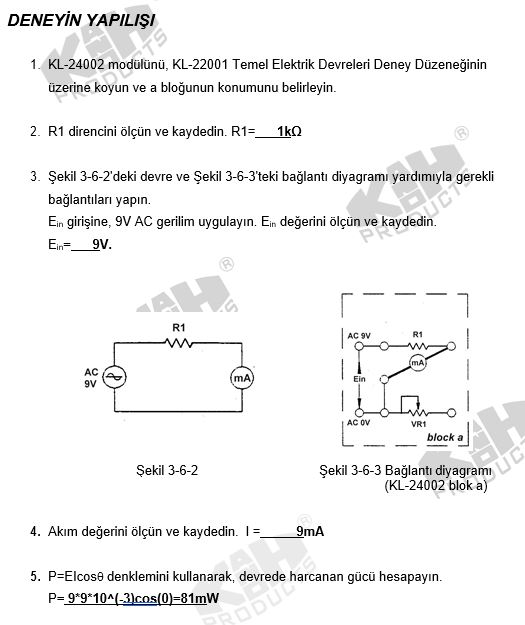 DENEYİN YAPILIŞI
1. KL-24002 modülünü, KL-22001 Temel Elektrik Devreleri Deney Düzeneğinin
üzerine koyun ve a bloğunun konumunu belirleyin.
2. R1 direncini ölçün ve kaydedin. R1=___1kΩ
3. Şekil 3-6-2'deki devre ve Şekil 3-6-3'teki bağlantı diyagramı yardımıyla gerekli
bağlantıları yapın.
Ein girişine, 9V AC gerilim uygulayın. Ein değerini ölçün ve kaydedin.
Ein=___9V.
R1
AC
9V
mA
AC 9V
R1
mA
Ein
AC 0V
VR1
block a
Şekil 3-6-2
Şekil 3-6-3 Bağlantı diyagramı
(KL-24002 blok a)
4. Akım değerini ölçün ve kaydedin. I =_____9mA
5. P=EIcosθ denklemini kullanarak, devrede harcanan gücü hesapayın.
P= 9*9*10^(-3)cos(0)=81mW
K&H
PRODUCTS
®
K&H
PRODUCTS
®
K&H
PRODUCTS
®
K&H
PRODUCTS
K&H
PRODUCTS
®